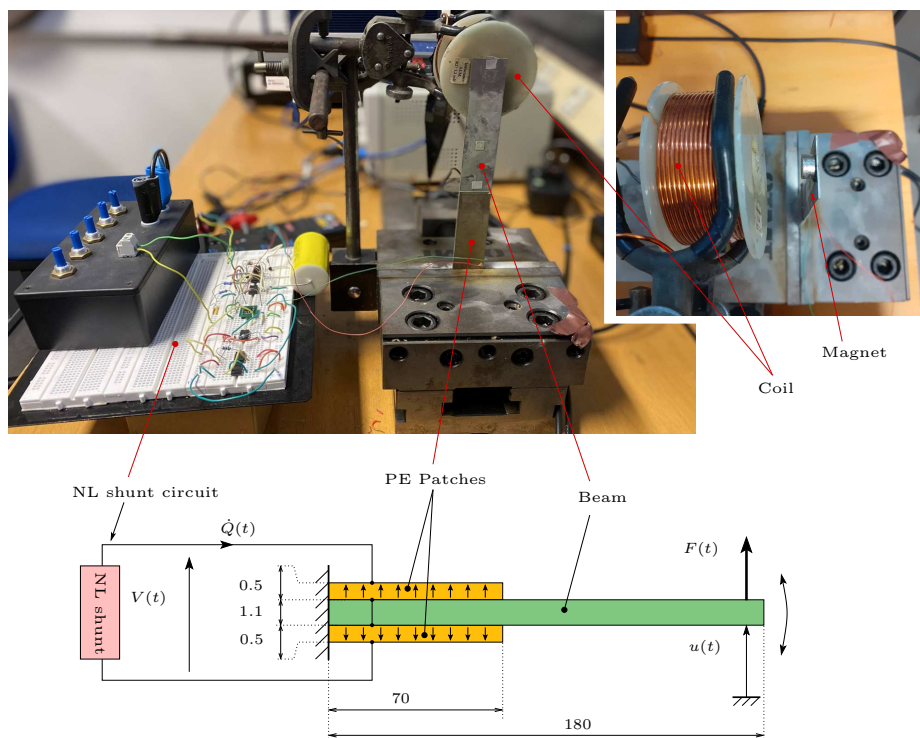 Magnet
Coil
PE Patches
NL shunt circuit
Beam
Q̇(t)
F(t)
NL shunt
V(t)
0.5
1.1
0.5
u(t)
70
180